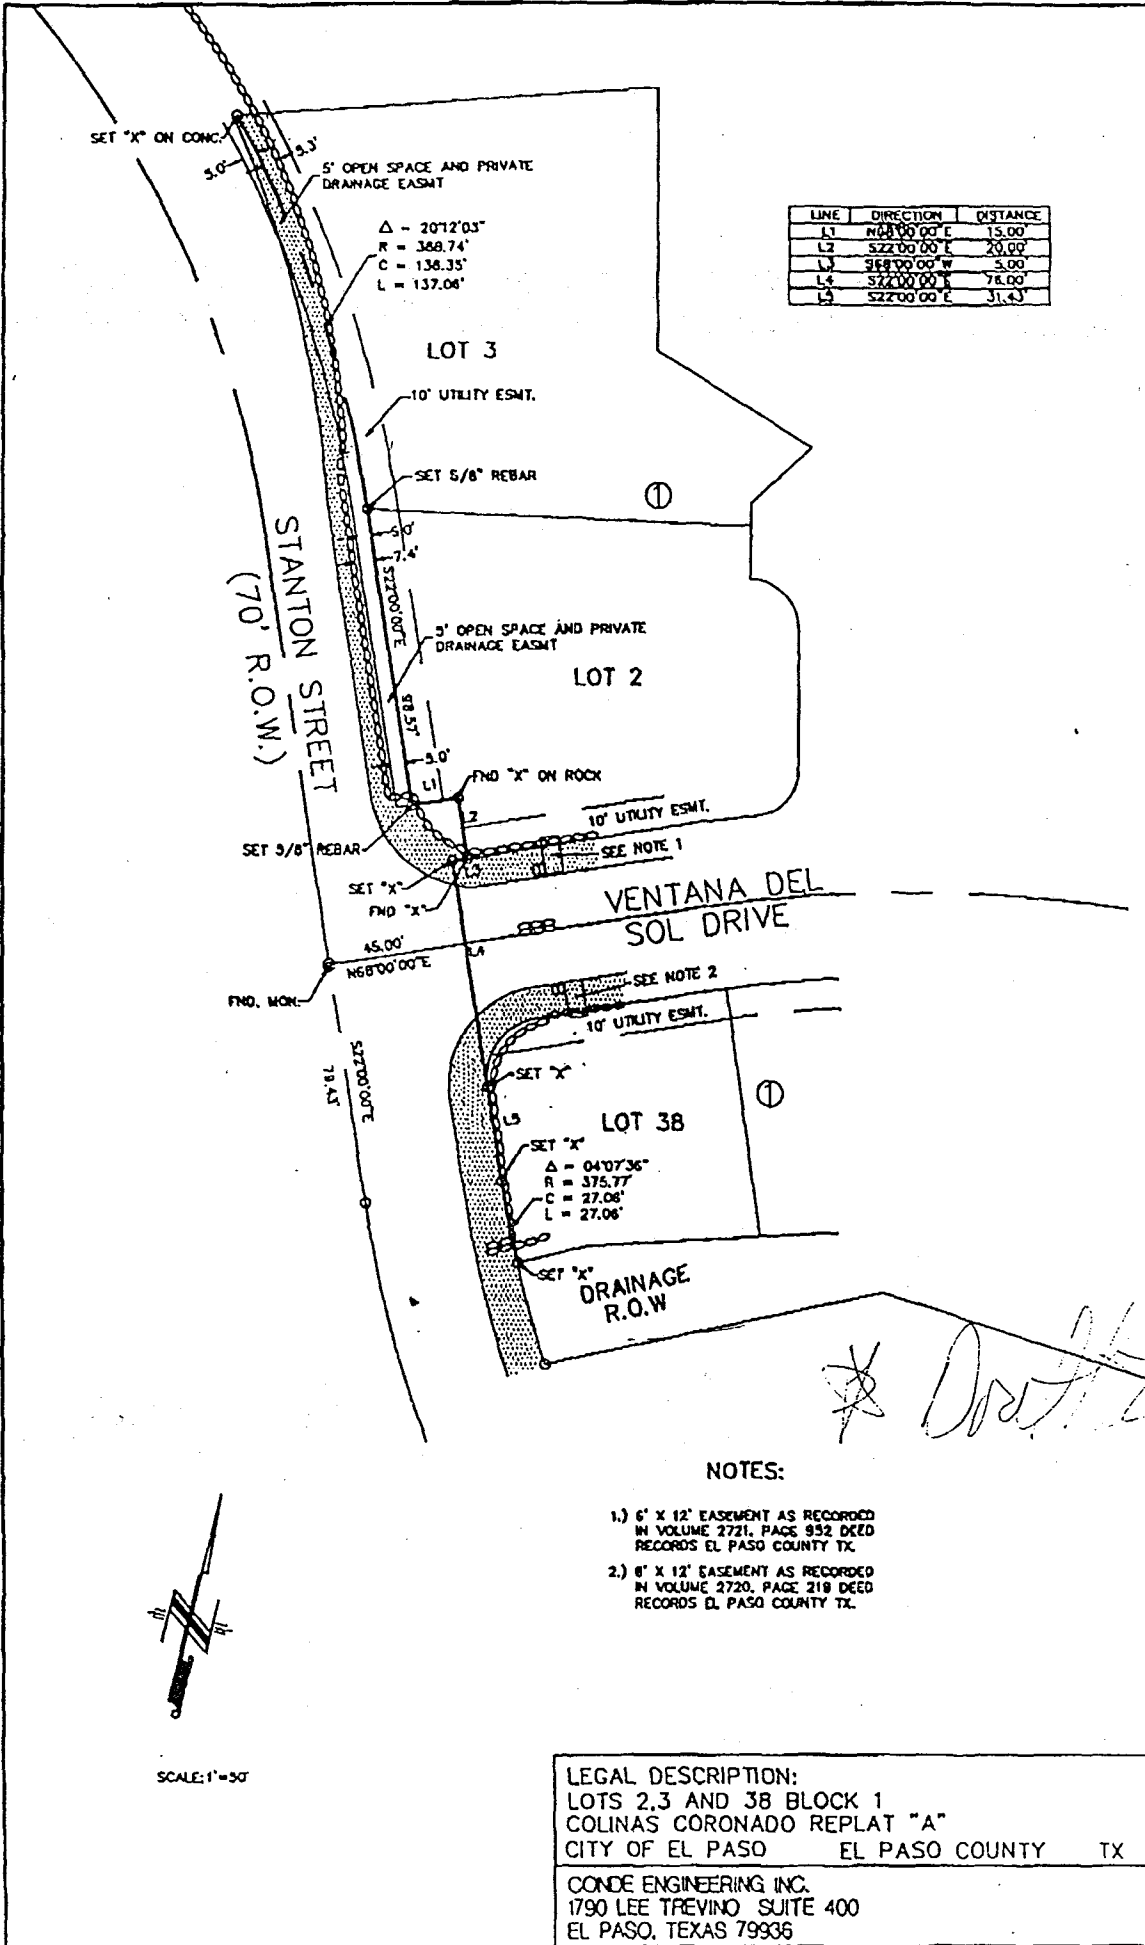 SET "X" ON CONC.
5.0'
5.3'
5' OPEN SPACE AND PRIVATE
DRAINAGE EASMT
Δ = 20°12'03"
R = 388.74'
C = 136.35'
L = 137.06'
LINE DIRECTION DISTANCE
L1 N68°00'00"E 15.00'
L2 S22°00'00"E 20.00'
L3 S68°00'00"W 5.00'
L4 S22°00'00"E 76.00'
L5 S22°00'00"E 31.43'
LOT 3
10' UTILITY ESMT.
SET 5/8" REBAR
1
5.0'
7.4'
S22°00'00"E
98.57'
STANTON STREET
(70' R.O.W.)
5' OPEN SPACE AND PRIVATE
DRAINAGE EASMT
LOT 2
5.0'
L1
FND "X" ON ROCK
L2
10' UTILITY ESMT.
SET 5/8" REBAR
SEE NOTE 1
L3
SET "X"
FND "X"
VENTANA DEL
SOL DRIVE
45.00'
N68°00'00"E
L4
FND. MON.
SEE NOTE 2
10' UTILITY ESMT.
S22°00'00"E
79.43'
SET "X"
1
L5
LOT 38
SET "X"
Δ = 04°07'36"
R = 375.77'
C = 27.06'
L = 27.06'
SET "X"
DRAINAGE
R.O.W
NOTES:
1.) 6' X 12' EASEMENT AS RECORDED
IN VOLUME 2721, PAGE 952 DEED
RECORDS EL PASO COUNTY TX.
2.) 6' X 12' EASEMENT AS RECORDED
IN VOLUME 2720, PAGE 219 DEED
RECORDS EL PASO COUNTY TX.
SCALE: 1"=50'
LEGAL DESCRIPTION:
LOTS 2,3 AND 38 BLOCK 1
COLINAS CORONADO REPLAT "A"
CITY OF EL PASO EL PASO COUNTY TX
CONDE ENGINEERING INC.
1790 LEE TREVINO SUITE 400
EL PASO, TEXAS 79936